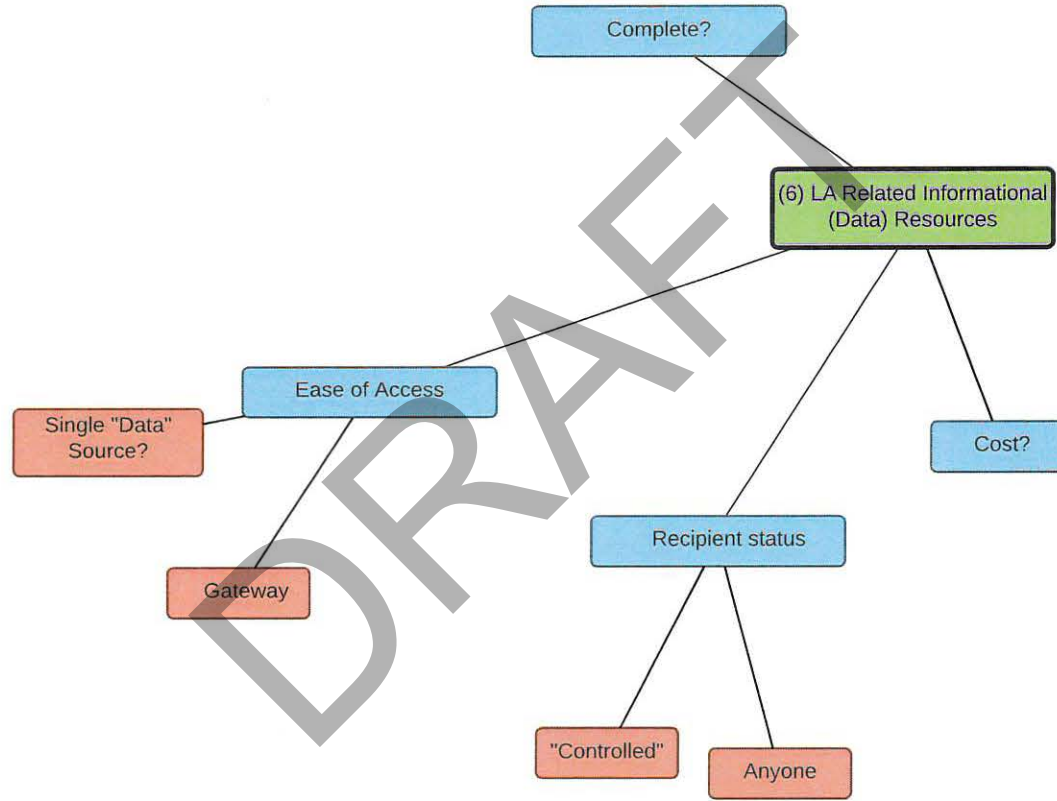 Complete?
(6) LA Related Informational
(Data) Resources
Ease of Access
Single "Data"
Source?
Cost?
Recipient status
Gateway
"Controlled"
Anyone
DRAFT